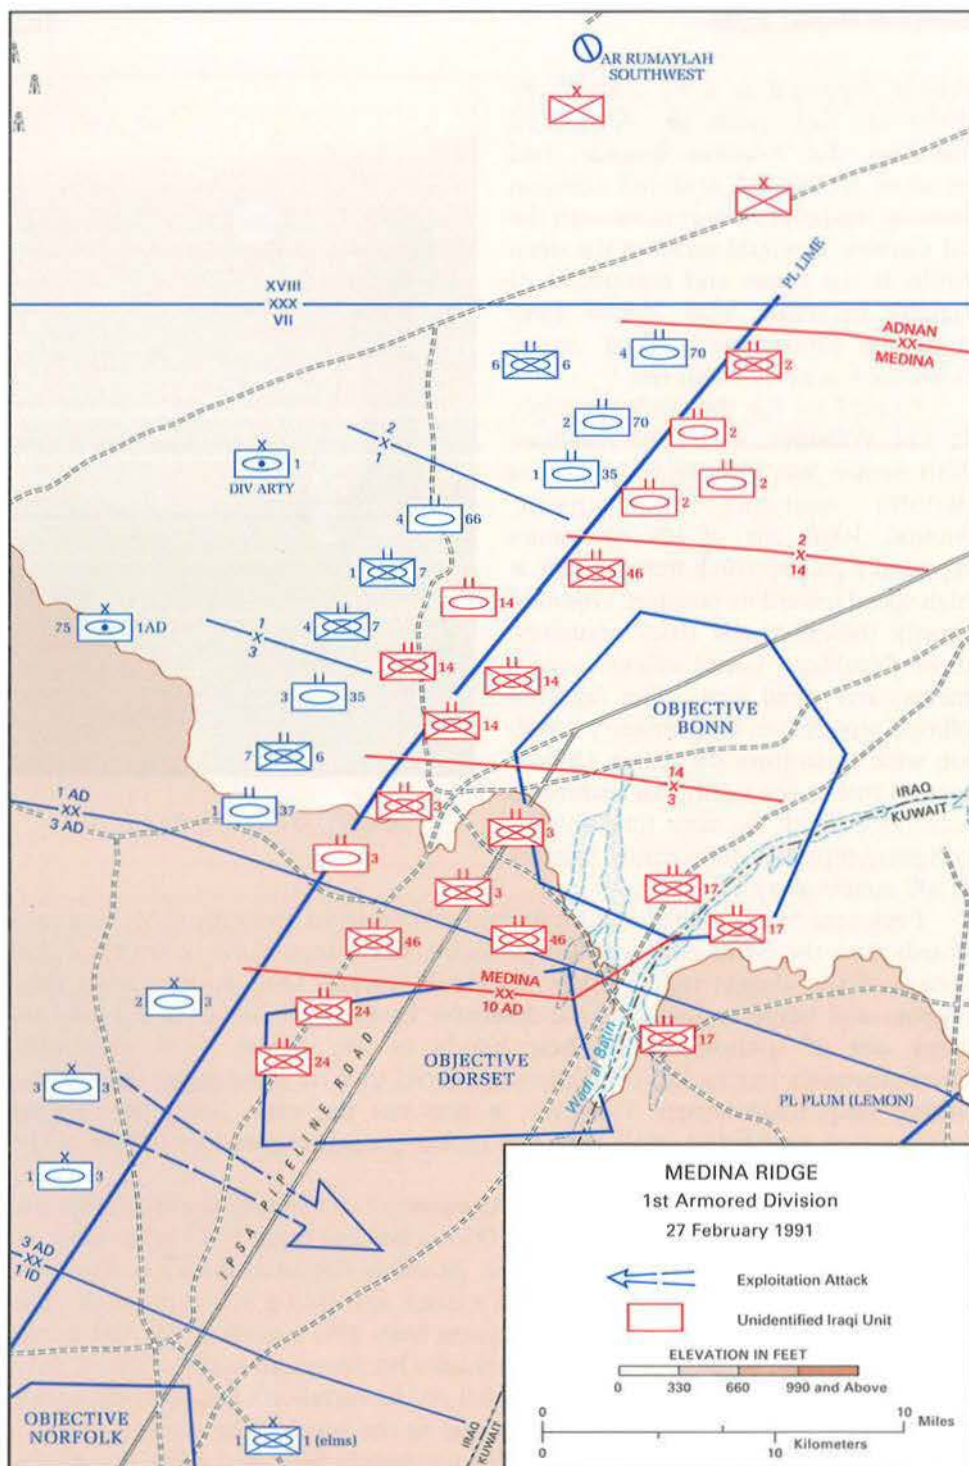 AR RUMAYLAH
SOUTHWEST
X
X
PL LIME
XVIII
XXX
VII
ADNAN
XX
MEDINA
6 6
4 70
2
2 70
2
2
X
1
X
1
DIV ARTY
1 35
2
2
4 66
2
X
14
1 7
46
14
75 X 1AD
4 7
1
X
3
14
14
3 35
OBJECTIVE
BONN
14
7 6
14
X
3
1 AD
XX
3 AD
1 37
3
IRAQ
KUWAIT
3
3
3
17
46
46
17
MEDINA
XX
10 AD
2 X 3
24
17
24
OBJECTIVE
DORSET
Wadi al Batin
3 X 3
PL PLUM (LEMON)
IPSA PIPELINE ROAD
1 X 3
3 AD
XX
1 ID
OBJECTIVE
NORFOLK
X
1 1 (elms)
IRAQ
KUWAIT
MEDINA RIDGE
1st Armored Division
27 February 1991
Exploitation Attack
Unidentified Iraqi Unit
ELEVATION IN FEET
0 330 660 990 and Above
0 10 Miles
0 10 Kilometers